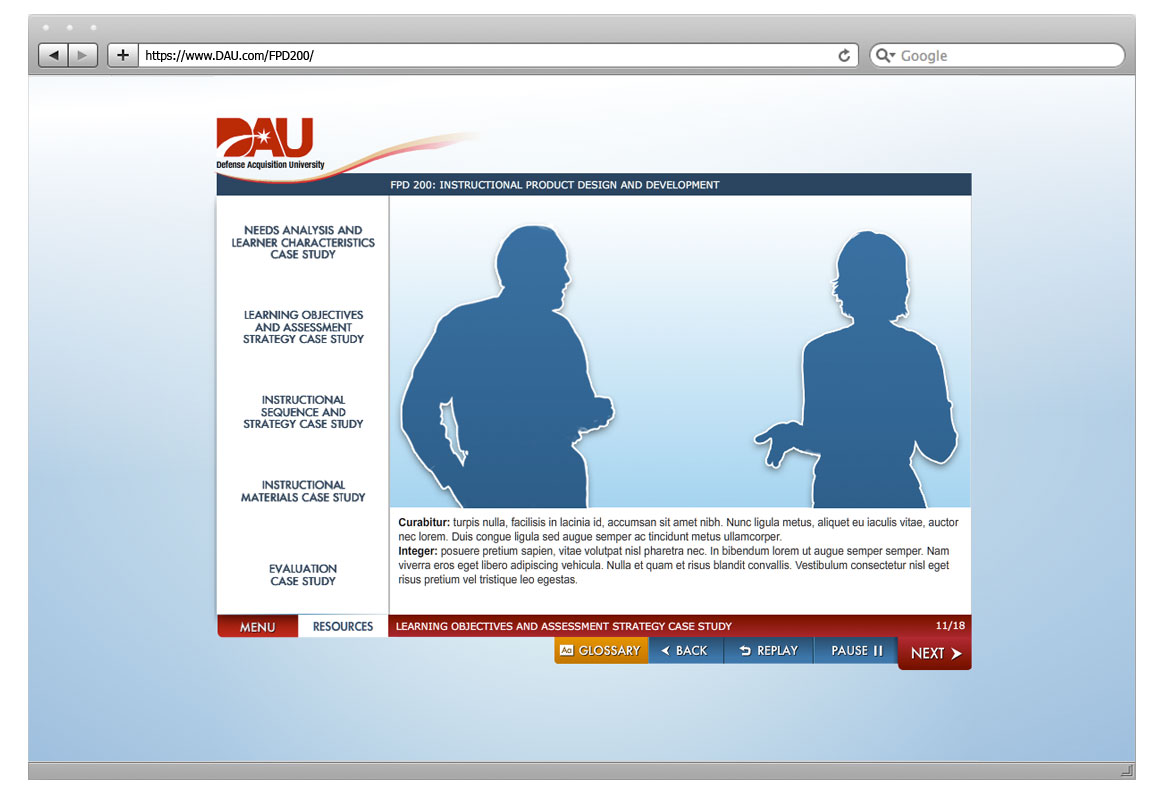 https://www.DAU.com/FPD200/
Google
DAU
Defense Acquisition University
FPD 200: INSTRUCTIONAL PRODUCT DESIGN AND DEVELOPMENT
NEEDS ANALYSIS AND
LEARNER CHARACTERISTICS
CASE STUDY
LEARNING OBJECTIVES
AND ASSESSMENT
STRATEGY CASE STUDY
INSTRUCTIONAL
SEQUENCE AND
STRATEGY CASE STUDY
INSTRUCTIONAL
MATERIALS CASE STUDY
EVALUATION
CASE STUDY
Curabitur: turpis nulla, facilisis in lacinia id, accumsan sit amet nibh. Nunc ligula metus, aliquet eu iaculis vitae, auctor
nec lorem. Duis congue ligula sed augue semper ac tincidunt metus ullamcorper.
Integer: posuere pretium sapien, vitae volutpat nisl pharetra nec. In bibendum lorem ut augue semper semper. Nam
viverra eros eget libero adipiscing vehicula. Nulla et quam et risus blandit convallis. Vestibulum consectetur nisl eget
risus pretium vel tristique leo egestas.
MENU
RESOURCES
LEARNING OBJECTIVES AND ASSESSMENT STRATEGY CASE STUDY
11/18
Aa GLOSSARY
BACK
REPLAY
PAUSE
NEXT